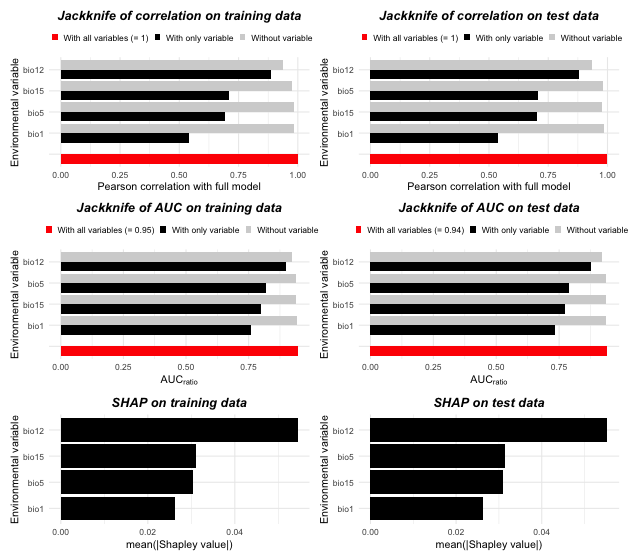 Jackknife of correlation on training data
With all variables (= 1) With only variable Without variable
Environmental variable
bio12
bio15
bio5
bio1
0.00 0.25 0.50 0.75 1.00
Pearson correlation with full model
Jackknife of correlation on test data
With all variables (= 1) With only variable Without variable
Environmental variable
bio12
bio5
bio15
bio1
0.00 0.25 0.50 0.75 1.00
Pearson correlation with full model
Jackknife of AUC on training data
With all variables (= 0.95) With only variable Without variable
Environmental variable
bio12
bio5
bio15
bio1
0.00 0.25 0.50 0.75
AUCratio
Jackknife of AUC on test data
With all variables (= 0.94) With only variable Without variable
Environmental variable
bio12
bio5
bio15
bio1
0.00 0.25 0.50 0.75
AUCratio
SHAP on training data
Environmental variable
bio12
bio15
bio5
bio1
0.00 0.02 0.04
mean(|Shapley value|)
SHAP on test data
Environmental variable
bio12
bio5
bio15
bio1
0.00 0.02 0.04
mean(|Shapley value|)